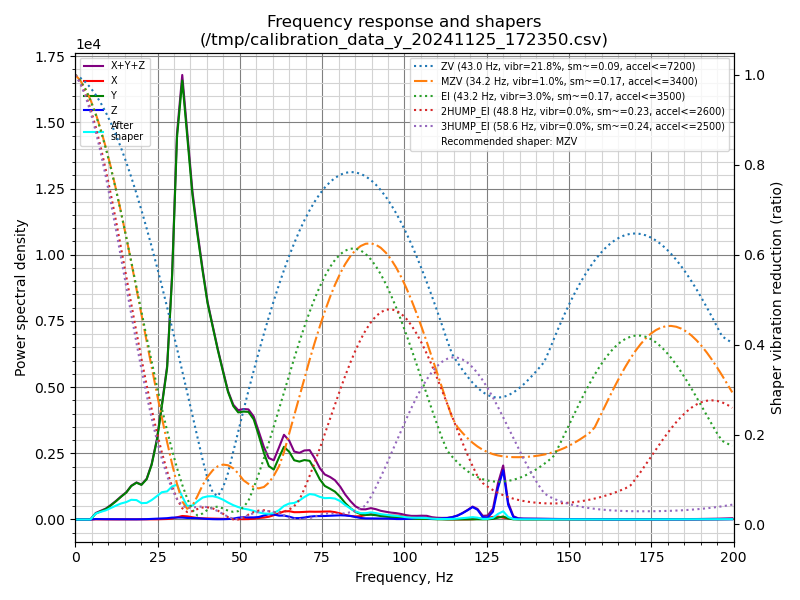 Frequency response and shapers
(/tmp/calibration_data_y_20241125_172350.csv)
1e4
X+Y+Z
X
Y
Z
After
shaper
ZV (43.0 Hz, vibr=21.8%, sm~=0.09, accel<=7200)
MZV (34.2 Hz, vibr=1.0%, sm~=0.17, accel<=3400)
EI (43.2 Hz, vibr=3.0%, sm~=0.17, accel<=3500)
2HUMP_EI (48.8 Hz, vibr=0.0%, sm~=0.23, accel<=2600)
3HUMP_EI (58.6 Hz, vibr=0.0%, sm~=0.24, accel<=2500)
Recommended shaper: MZV
1.75
1.50
1.25
1.00
0.75
0.50
0.25
0.00
Power spectral density
1.0
0.8
0.6
0.4
0.2
0.0
Shaper vibration reduction (ratio)
0 25 50 75 100 125 150 175 200
Frequency, Hz